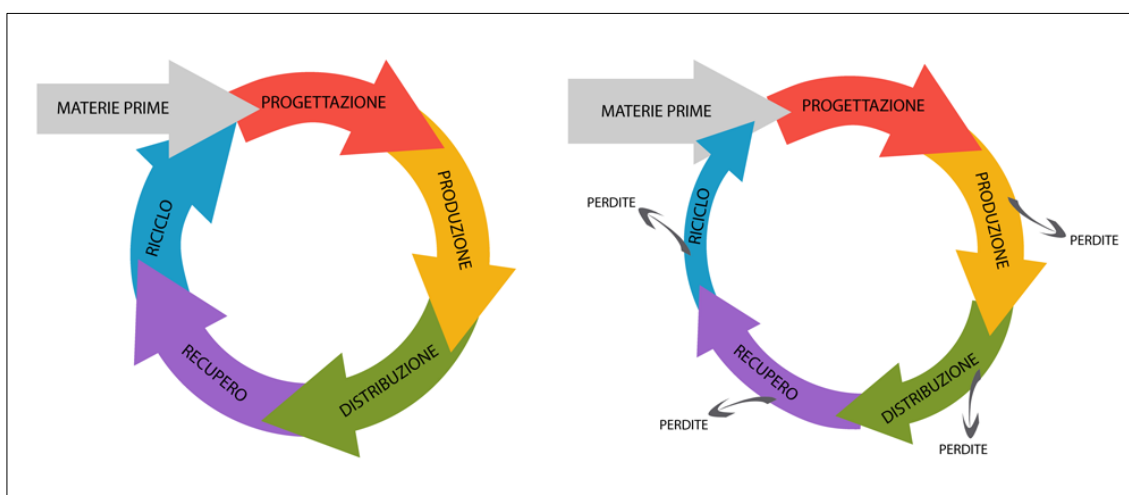 MATERIE PRIME
PROGETTAZIONE
PRODUZIONE
DISTRIBUZIONE
RECUPERO
RICICLO
MATERIE PRIME
PROGETTAZIONE
PRODUZIONE
PERDITE
DISTRIBUZIONE
PERDITE
RECUPERO
PERDITE
RICICLO
PERDITE